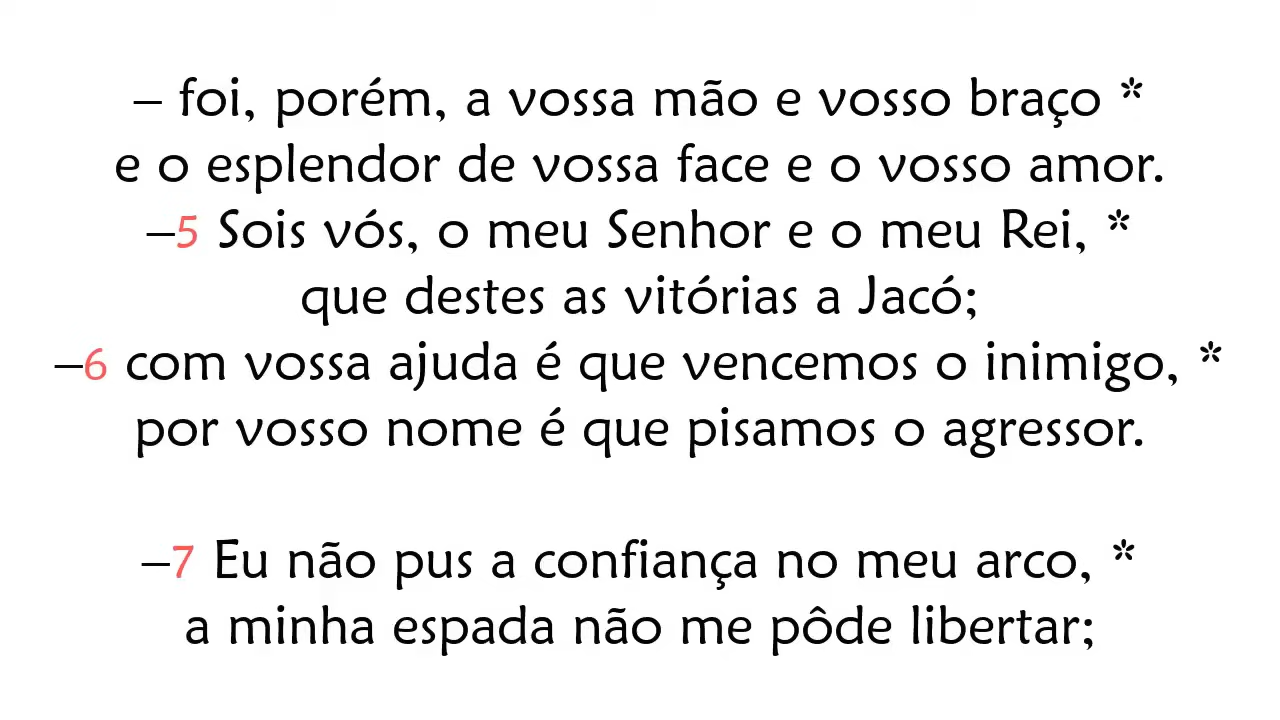 – foi, porém, a vossa mão e vosso braço *
e o esplendor de vossa face e o vosso amor.
–5 Sois vós, o meu Senhor e o meu Rei, *
que destes as vitórias a Jacó;
–6 com vossa ajuda é que vencemos o inimigo, *
por vosso nome é que pisamos o agressor.
–7 Eu não pus a confiança no meu arco, *
a minha espada não me pôde libertar;